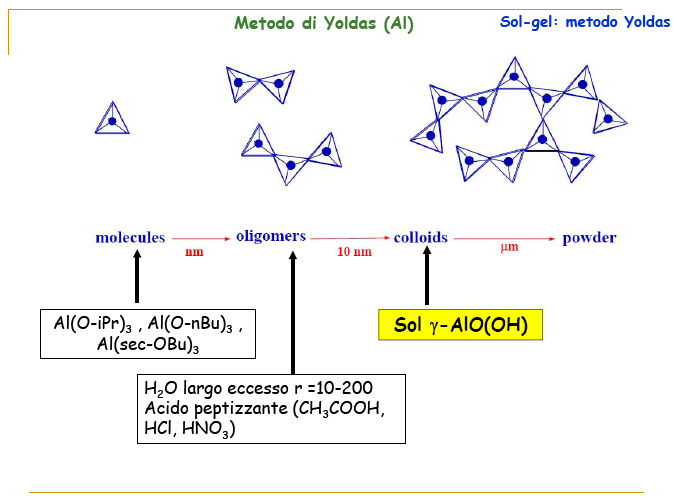 Metodo di Yoldas (Al)
Sol-gel: metodo Yoldas
molecules
nm
oligomers
10 nm
colloids
μm
powder
Al(O-iPr)₃ , Al(O-nBu)₃ ,
Al(sec-OBu)₃
Sol γ-AlO(OH)
H₂O largo eccesso r =10-200
Acido peptizzante (CH₃COOH,
HCl, HNO₃)